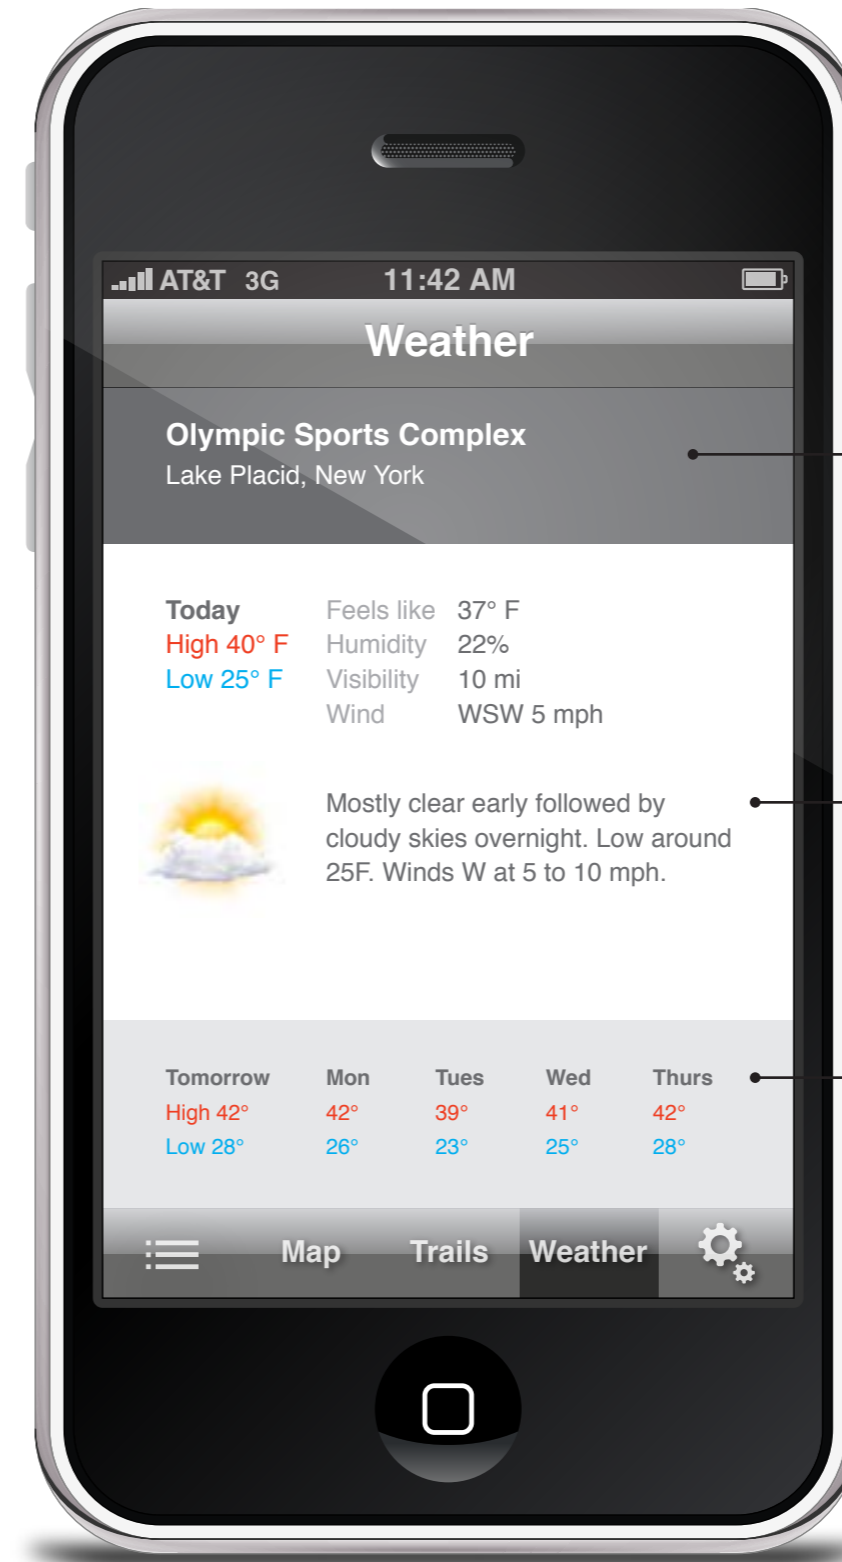 AT&T 3G 11:42 AM
Weather
Olympic Sports Complex
Lake Placid, New York
Today Feels like 37° F
High 40° F Humidity 22%
Low 25° F Visibility 10 mi
Wind WSW 5 mph
Mostly clear early followed by
cloudy skies overnight. Low around
25F. Winds W at 5 to 10 mph.
Tomorrow Mon Tues Wed Thurs
High 42° 42° 39° 41° 42°
Low 28° 26° 23° 25° 28°
Map Trails Weather